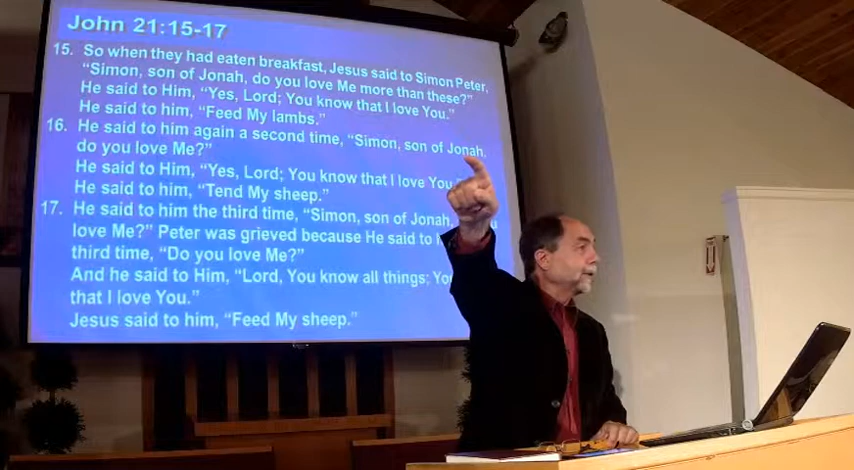 John 21:15-17
15. So when they had eaten breakfast, Jesus said to Simon Peter,
"Simon, son of Jonah, do you love Me more than these?"
He said to Him, "Yes, Lord; You know that I love You."
He said to him, "Feed My lambs."
16. He said to him again a second time, "Simon, son of Jonah,
do you love Me?"
He said to Him, "Yes, Lord; You know that I love You
He said to him, "Tend My sheep."
17. He said to him the third time, "Simon, son of Jonah,
love Me?" Peter was grieved because He said to
third time, "Do you love Me?"
And he said to Him, "Lord, You know all things;
that I love You."
Jesus said to him, "Feed My sheep."